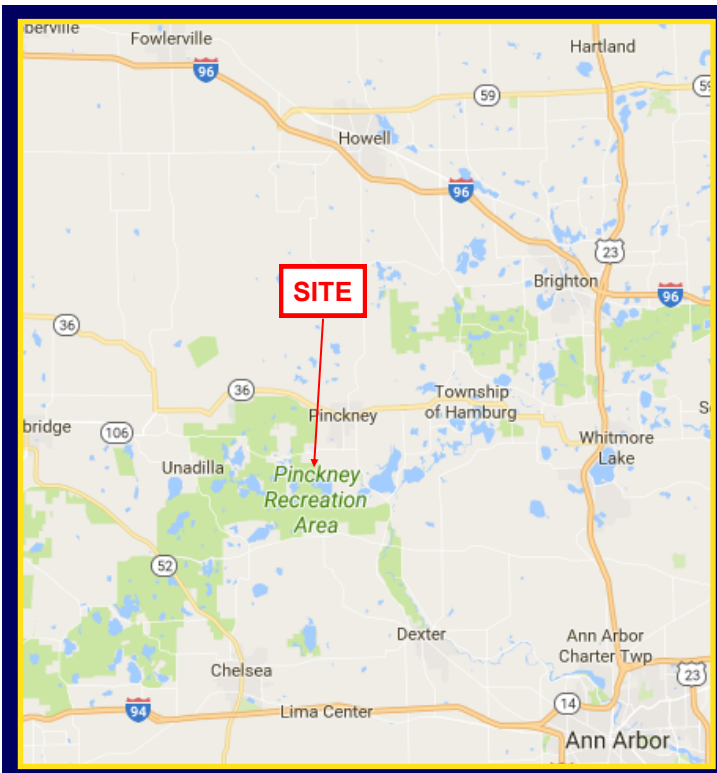 Fowlerville
Hartland
96
59
59
Howell
96
23
Brighton
96
SITE
36
36
Township
of Hamburg
Pinckney
106
Whitmore
Lake
Unadilla
Pinckney
Recreation
Area
52
Dexter
Ann Arbor
Charter Twp
Chelsea
23
94
Lima Center
14
Ann Arbor